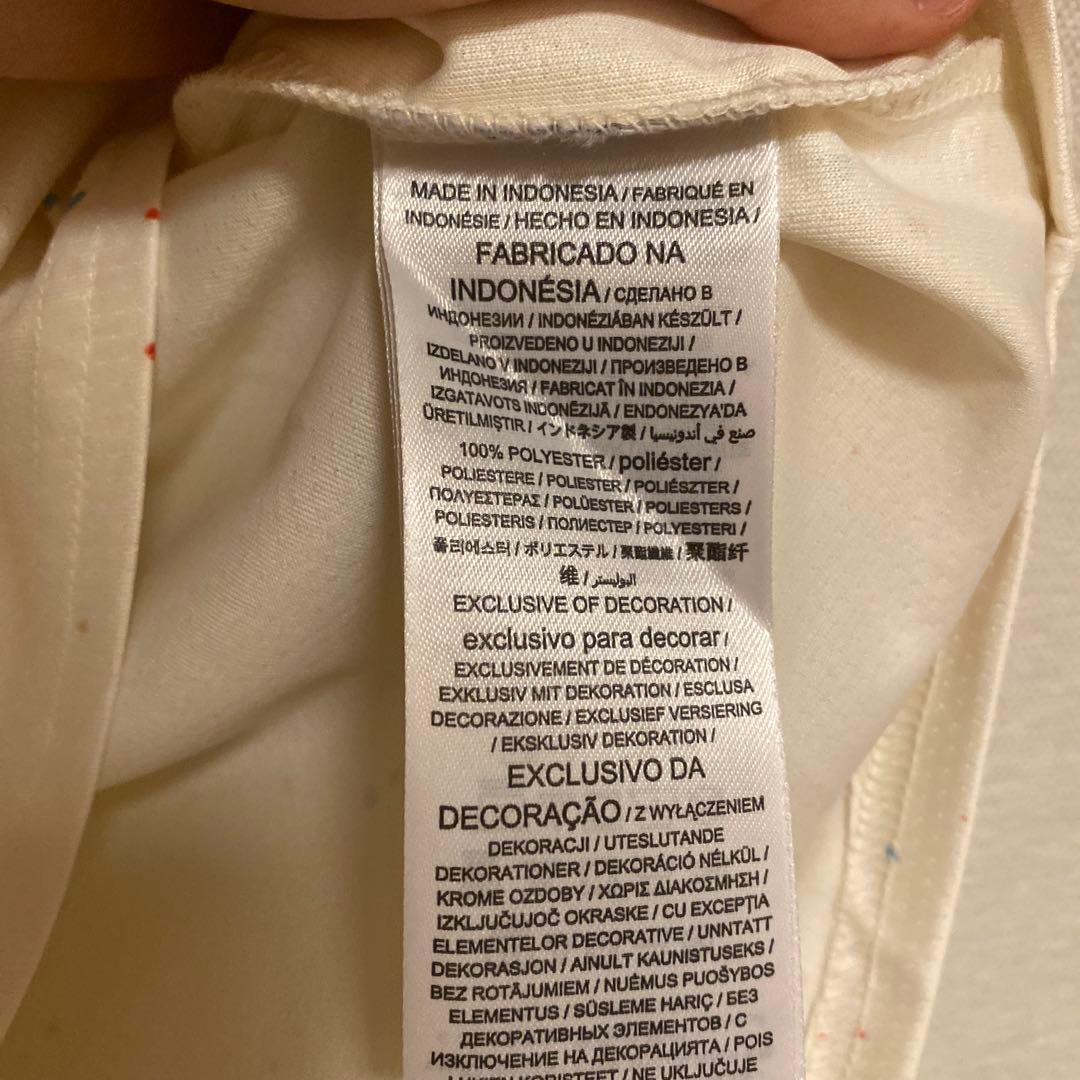 MADE IN INDONESIA / FABRIQUÉ EN
INDONÉSIE / HECHO EN INDONESIA /
FABRICADO NA
INDONÉSIA / СДЕЛАНО В
ИНДОНЕЗИИ / INDONÉZIÁBAN KÉSZÜLT /
PROIZVEDENO U INDONEZIJI /
IZDELANO V INDONEZIJI / ПРОИЗВЕДЕНО В
ИНДОНЕЗИЯ / FABRICAT ÎN INDONEZIA /
IZGATAVOTS INDONĒZIJĀ / ENDONEZYA'DA
ÜRETILMIŞTIR / インドネシア製 / صنع في أندونيسيا /
100% POLYESTER / poliéster /
POLIESTERE / POLIESTER / POLIÉSZTER /
ΠΟΛΥΕΣΤΕΡΑΣ / POLÜESTER / POLIESTERS /
POLIESTERIS / ПОЛИЕСТЕР / POLYESTERI /
폴리에스터 / ポリエステル / 聚酯纖維 / 聚酯纤
维 / البوليستر
EXCLUSIVE OF DECORATION /
exclusivo para decorar /
EXCLUSIVEMENT DE DÉCORATION /
EXKLUSIV MIT DEKORATION / ESCLUSA
DECORAZIONE / EXCLUSIEF VERSIERING
/ EKSKLUSIV DEKORATION /
EXCLUSIVO DA
DECORAÇÃO / Z WYŁĄCZENIEM
DEKORACJI / UTESLUTANDE
DEKORATIONER / DEKORÁCIÓ NÉLKÜL /
KROME OZDOBY / ΧΩΡΙΣ ΔΙΑΚΟΣΜΗΣΗ /
IZKLJUČUJOČ OKRASKE / CU EXCEPȚIA
ELEMENTELOR DECORATIVE / UNNTATT
DEKORASJON / AINULT KAUNISTUSEKS /
BEZ ROTĀJUMIEM / NUĖMUS PUOŠYBOS
ELEMENTUS / SÜSLEME HARIÇ / БЕЗ
ДЕКОРАТИВНЫХ ЭЛЕМЕНТОВ / С
ИЗКЛЮЧЕНИЕ НА ДЕКОРАЦИЯТА / POIS
KORISTEET / NE UKLJUČUJE